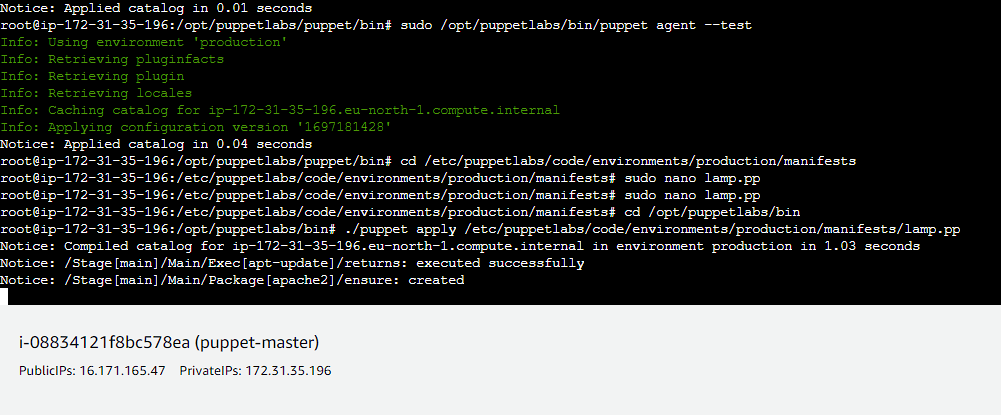 Notice: Applied catalog in 0.01 seconds
root@ip-172-31-35-196:/opt/puppetlabs/puppet/bin# sudo /opt/puppetlabs/bin/puppet agent --test
Info: Using environment 'production'
Info: Retrieving pluginfacts
Info: Retrieving plugin
Info: Retrieving locales
Info: Caching catalog for ip-172-31-35-196.eu-north-1.compute.internal
Info: Applying configuration version '1697181428'
Notice: Applied catalog in 0.04 seconds
root@ip-172-31-35-196:/opt/puppetlabs/puppet/bin# cd /etc/puppetlabs/code/environments/production/manifests
root@ip-172-31-35-196:/etc/puppetlabs/code/environments/production/manifests# sudo nano lamp.pp
root@ip-172-31-35-196:/etc/puppetlabs/code/environments/production/manifests# sudo nano lamp.pp
root@ip-172-31-35-196:/etc/puppetlabs/code/environments/production/manifests# cd /opt/puppetlabs/bin
root@ip-172-31-35-196:/opt/puppetlabs/bin# ./puppet apply /etc/puppetlabs/code/environments/production/manifests/lamp.pp
Notice: Compiled catalog for ip-172-31-35-196.eu-north-1.compute.internal in environment production in 1.03 seconds
Notice: /Stage[main]/Main/Exec[apt-update]/returns: executed successfully
Notice: /Stage[main]/Main/Package[apache2]/ensure: created
i-08834121f8bc578ea (puppet-master)
PublicIPs: 16.171.165.47 PrivateIPs: 172.31.35.196